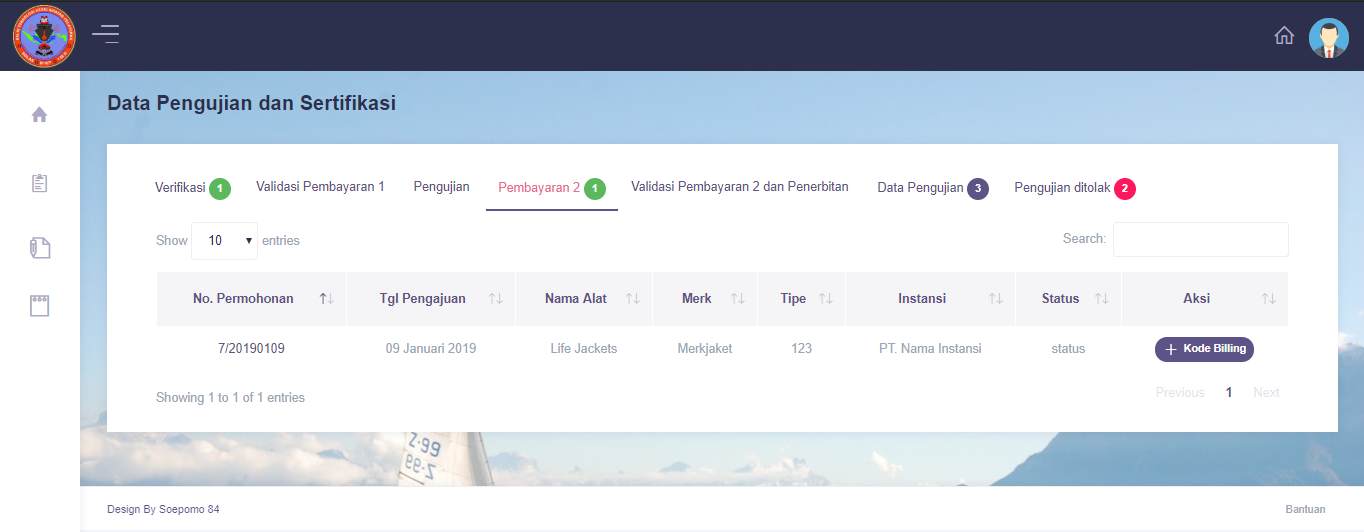 Data Pengujian dan Sertifikasi
Verifikasi 1 Validasi Pembayaran 1 Pengujian Pembayaran 2 1 Validasi Pembayaran 2 dan Penerbitan Data Pengujian 3 Pengujian ditolak 2
Show 10 entries Search:
No. Permohonan Tgl Pengajuan Nama Alat Merk Tipe Instansi Status Aksi
7/20190109 09 Januari 2019 Life Jackets Merkjaket 123 PT. Nama Instansi status + Kode Billing
Showing 1 to 1 of 1 entries Previous 1 Next
Z-99
Design By Soepomo 84 Bantuan